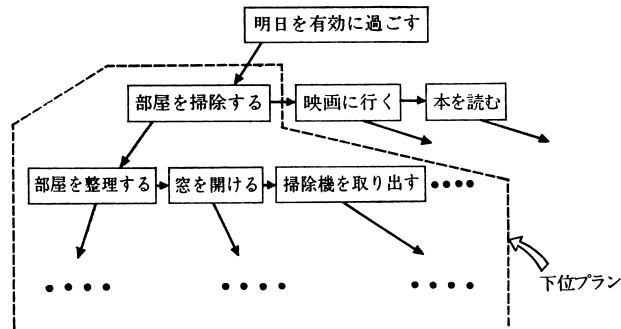 明日を有効に過ごす
部屋を掃除する
映画に行く
本を読む
部屋を整理する
窓を開ける
掃除機を取り出す
下位プラン